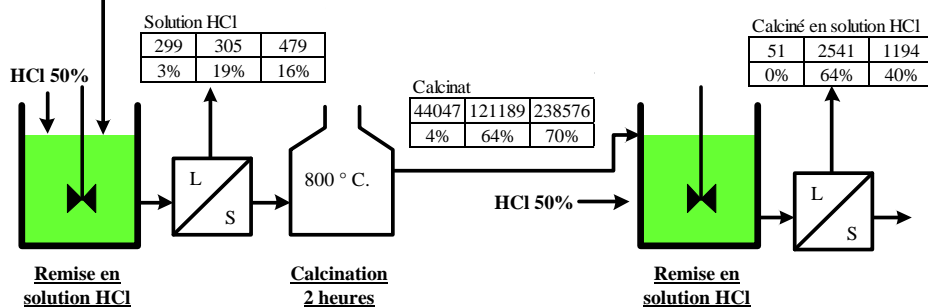 Solution HCl
299 305 479
3% 19% 16%
HCl 50%
L
S
Remise en
solution HCl
800 ° C.
Calcination
2 heures
Calcinat
44047 121189 238576
4% 64% 70%
HCl 50%
Remise en
solution HCl
Calciné en solution HCl
51 2541 1194
0% 64% 40%
L
S